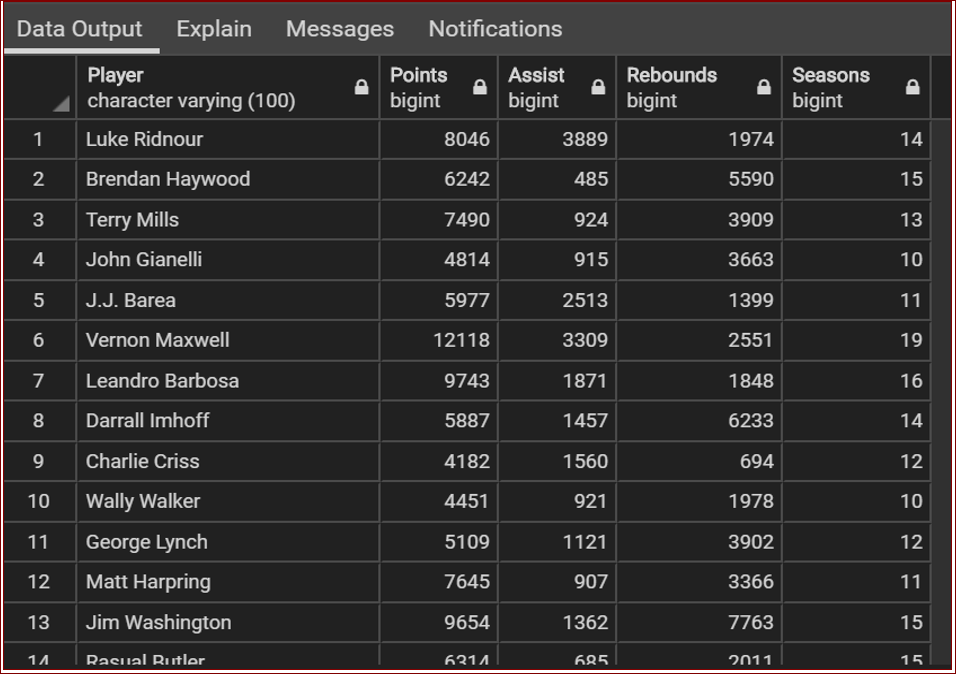 Data Output Explain Messages Notifications
Player Points Assist Rebounds Seasons
character varying (100) bigint bigint bigint bigint
1 Luke Ridnour 8046 3889 1974 14
2 Brendan Haywood 6242 485 5590 15
3 Terry Mills 7490 924 3909 13
4 John Gianelli 4814 915 3663 10
5 J.J. Barea 5977 2513 1399 11
6 Vernon Maxwell 12118 3309 2551 19
7 Leandro Barbosa 9743 1871 1848 16
8 Darrall Imhoff 5887 1457 6233 14
9 Charlie Criss 4182 1560 694 12
10 Wally Walker 4451 921 1978 10
11 George Lynch 5109 1121 3902 12
12 Matt Harpring 7645 907 3366 11
13 Jim Washington 9654 1362 7763 15
14 Rasual Butler 6314 685 2011 15